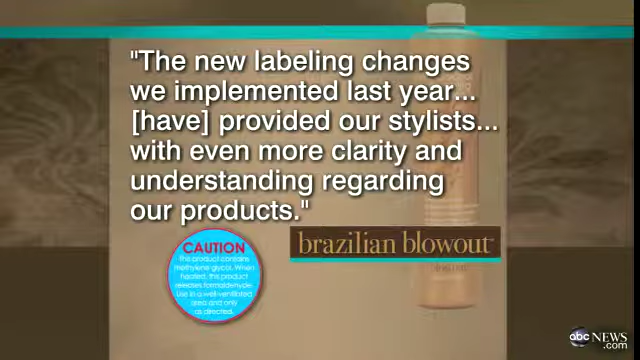 "The new labeling changes
we implemented last year...
[have] provided our stylists...
with even more clarity and
understanding regarding
our products."
brazilian blowout
CAUTION
This product contains
methylene glycol. When
heated, this product
releases formaldehyde.
Use in a well ventilated
area and only
as directed.
abc NEWS
.com